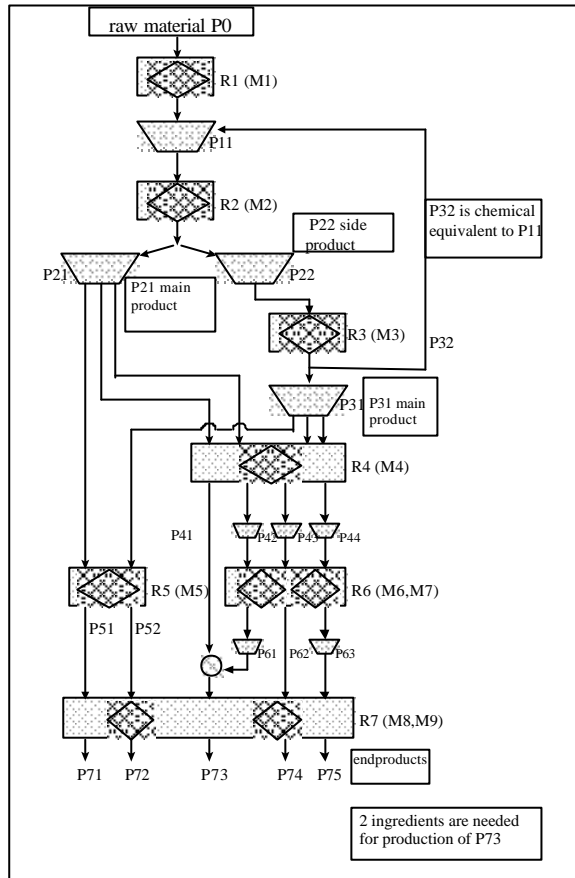 raw material P0
R1 (M1)
P11
R2 (M2)
P22 side
product
P32 is chemical
equivalent to P11
P21
P22
P21 main
product
R3 (M3)
P32
P31
P31 main
product
R4 (M4)
P41
P42
P43
P44
R5 (M5)
R6 (M6,M7)
P51
P52
P61
P62
P63
R7 (M8,M9)
P71
P72
P73
P74
P75
endproducts
2 ingredients are needed
for production of P73